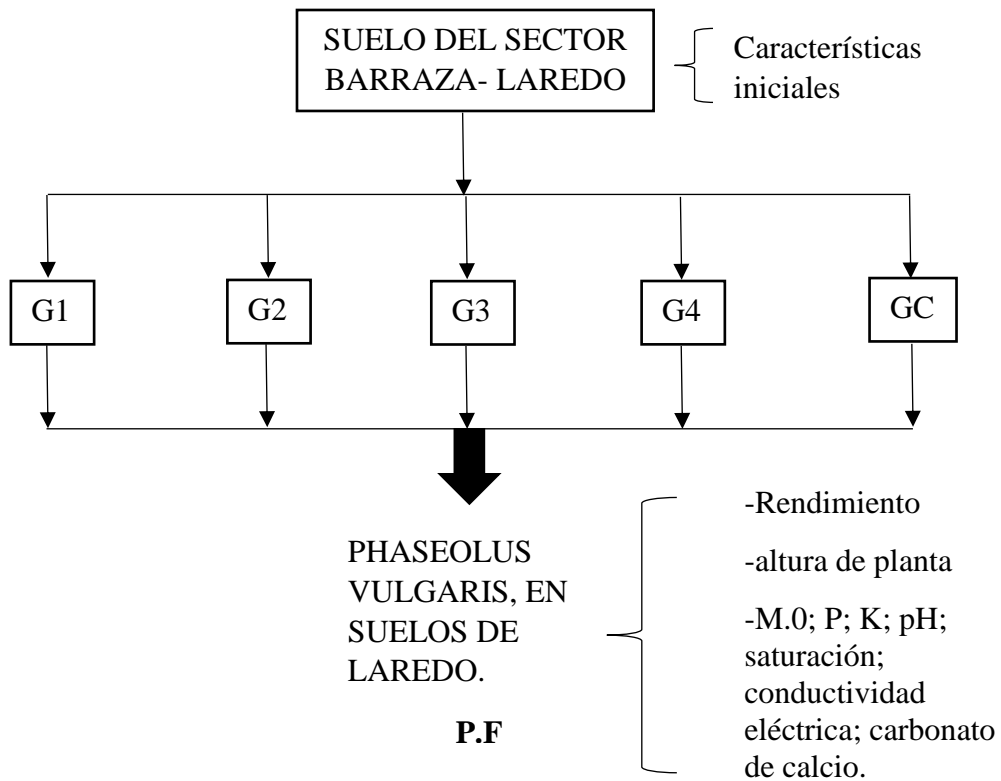 SUELO DEL SECTOR
BARRAZA- LAREDO
Características
iniciales
G1
G2
G3
G4
GC
PHASEOLUS
VULGARIS, EN
SUELOS DE
LAREDO.
P.F
-Rendimiento
-altura de planta
-M.0; P; K; pH;
saturación;
conductividad
eléctrica; carbonato
de calcio.